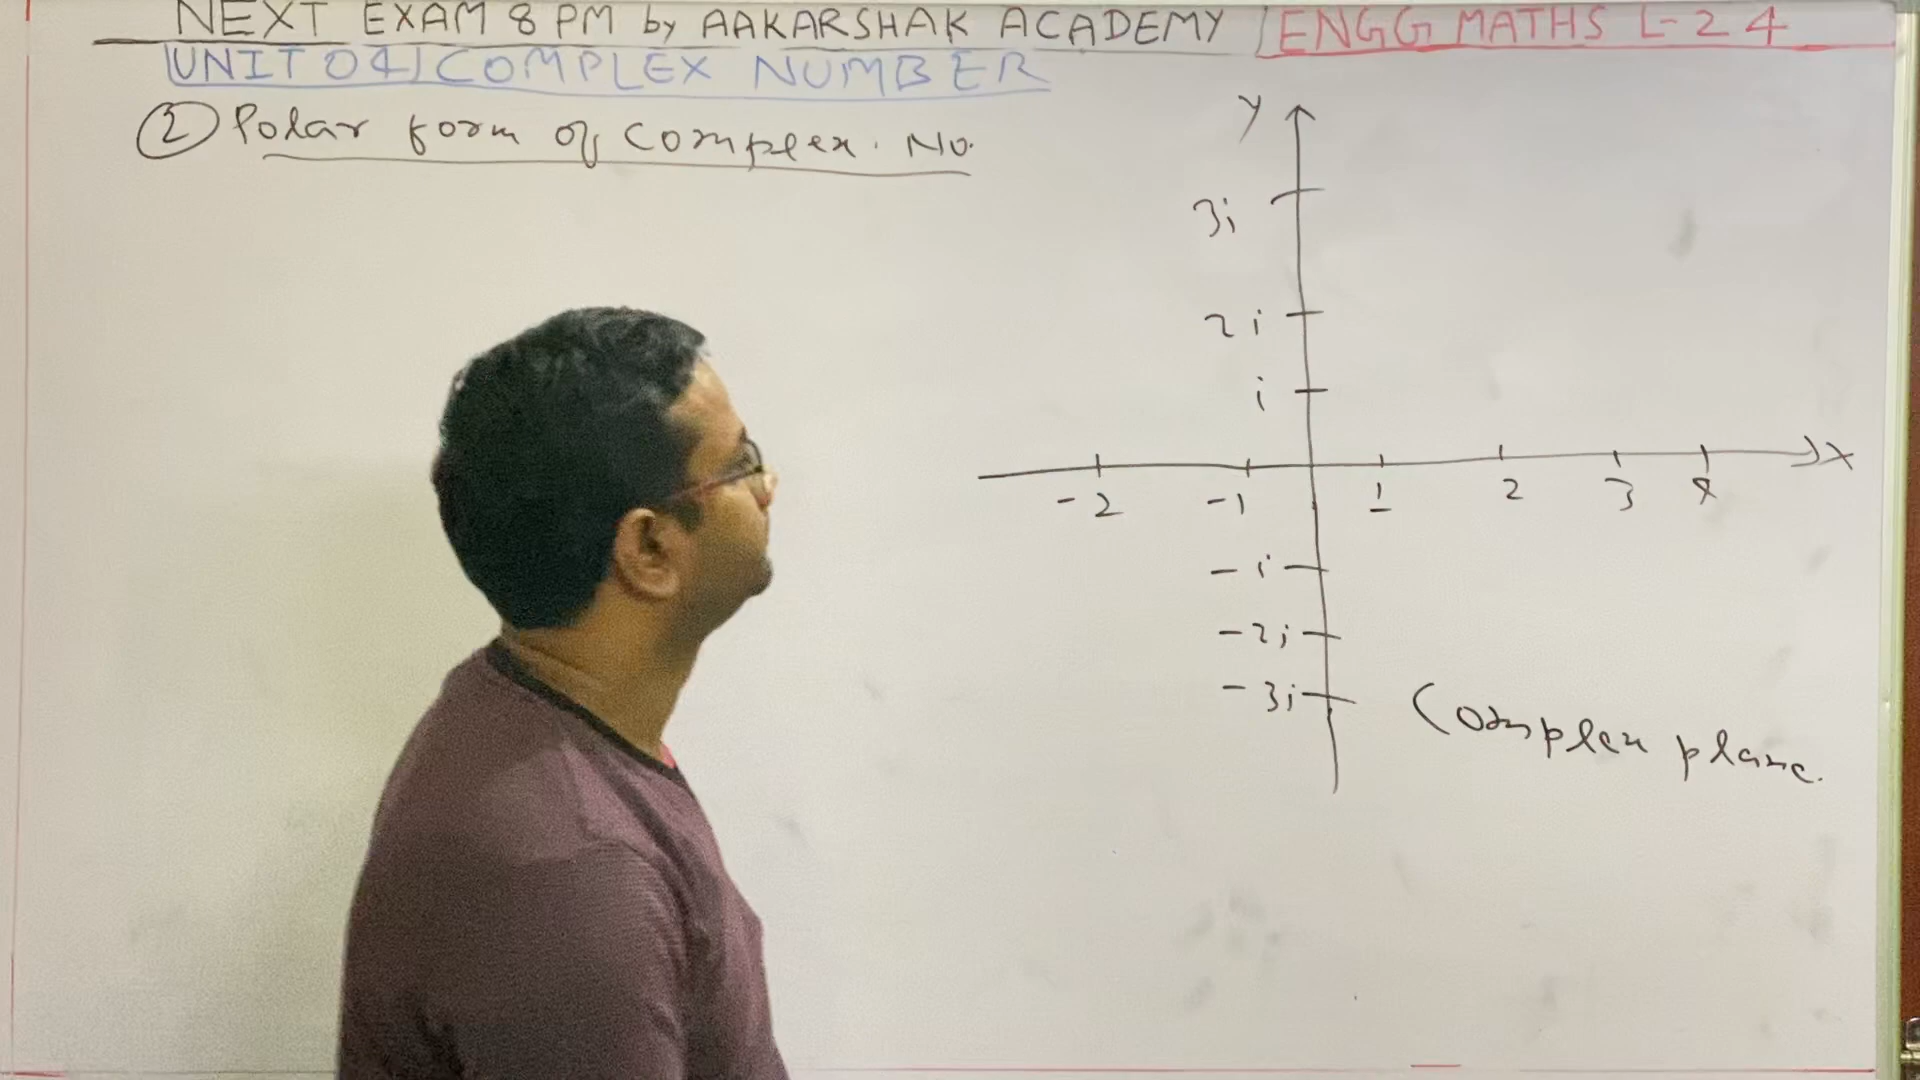 NEXT EXAM 8 PM by AAKARSHAK ACADEMY | ENGG MATHS L-24
UNIT 04 | COMPLEX NUMBER
② Polar form of Complex. No.
y
3i
2i
i
x
-2 -1 1 2 3 4
-i
-2i
-3i
Complex plane.